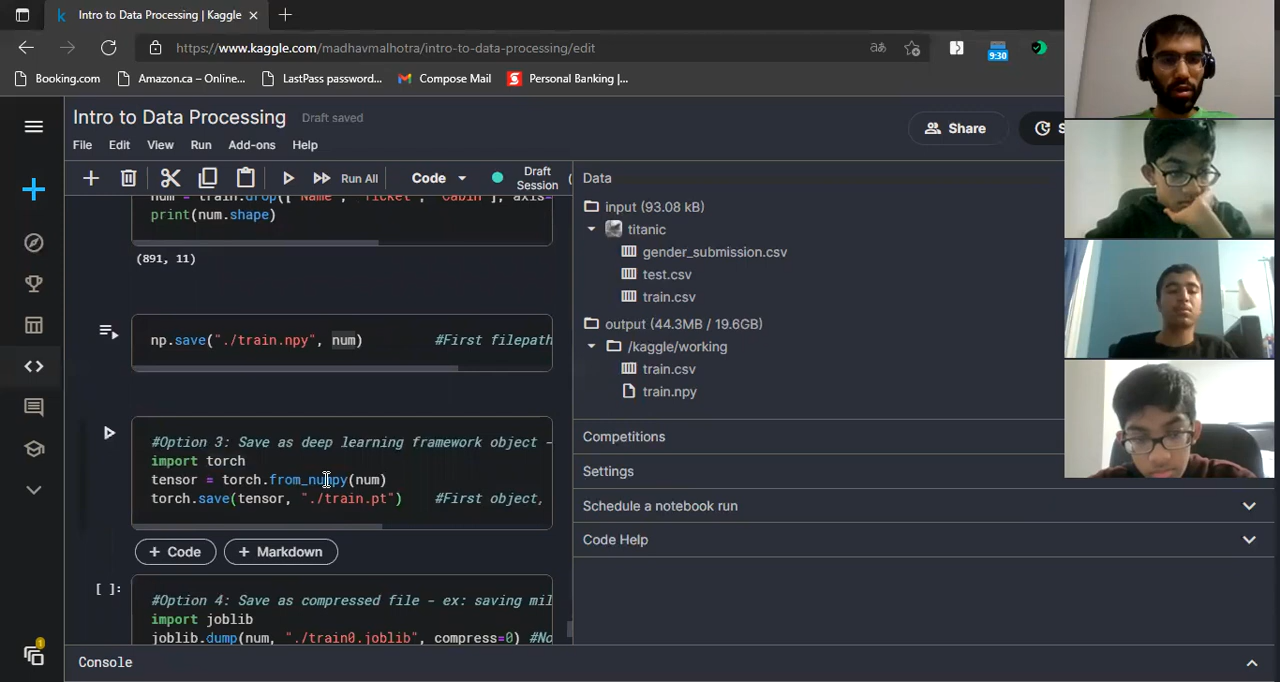 Intro to Data Processing | Kaggle
https://www.kaggle.com/madhavmalhotra/intro-to-data-processing/edit
9:30
Booking.com
Amazon.ca – Online...
LastPass password...
Compose Mail
Personal Banking |...
Intro to Data Processing
Draft saved
Share
File Edit View Run Add-ons Help
Run All
Code
Draft
Session
print(num.shape)
(891, 11)
np.save("./train.npy", num) #First filepath
#Option 3: Save as deep learning framework object -
import torch
tensor = torch.from_numpy(num)
torch.save(tensor, "./train.pt") #First object,
+ Code
+ Markdown
[ ]:
#Option 4: Save as compressed file - ex: saving mil
import joblib
joblib.dump(num, "./train0.joblib", compress=0) #No
Console
Data
input (93.08 kB)
titanic
gender_submission.csv
test.csv
train.csv
output (44.3MB / 19.6GB)
/kaggle/working
train.csv
train.npy
Competitions
Settings
Schedule a notebook run
Code Help